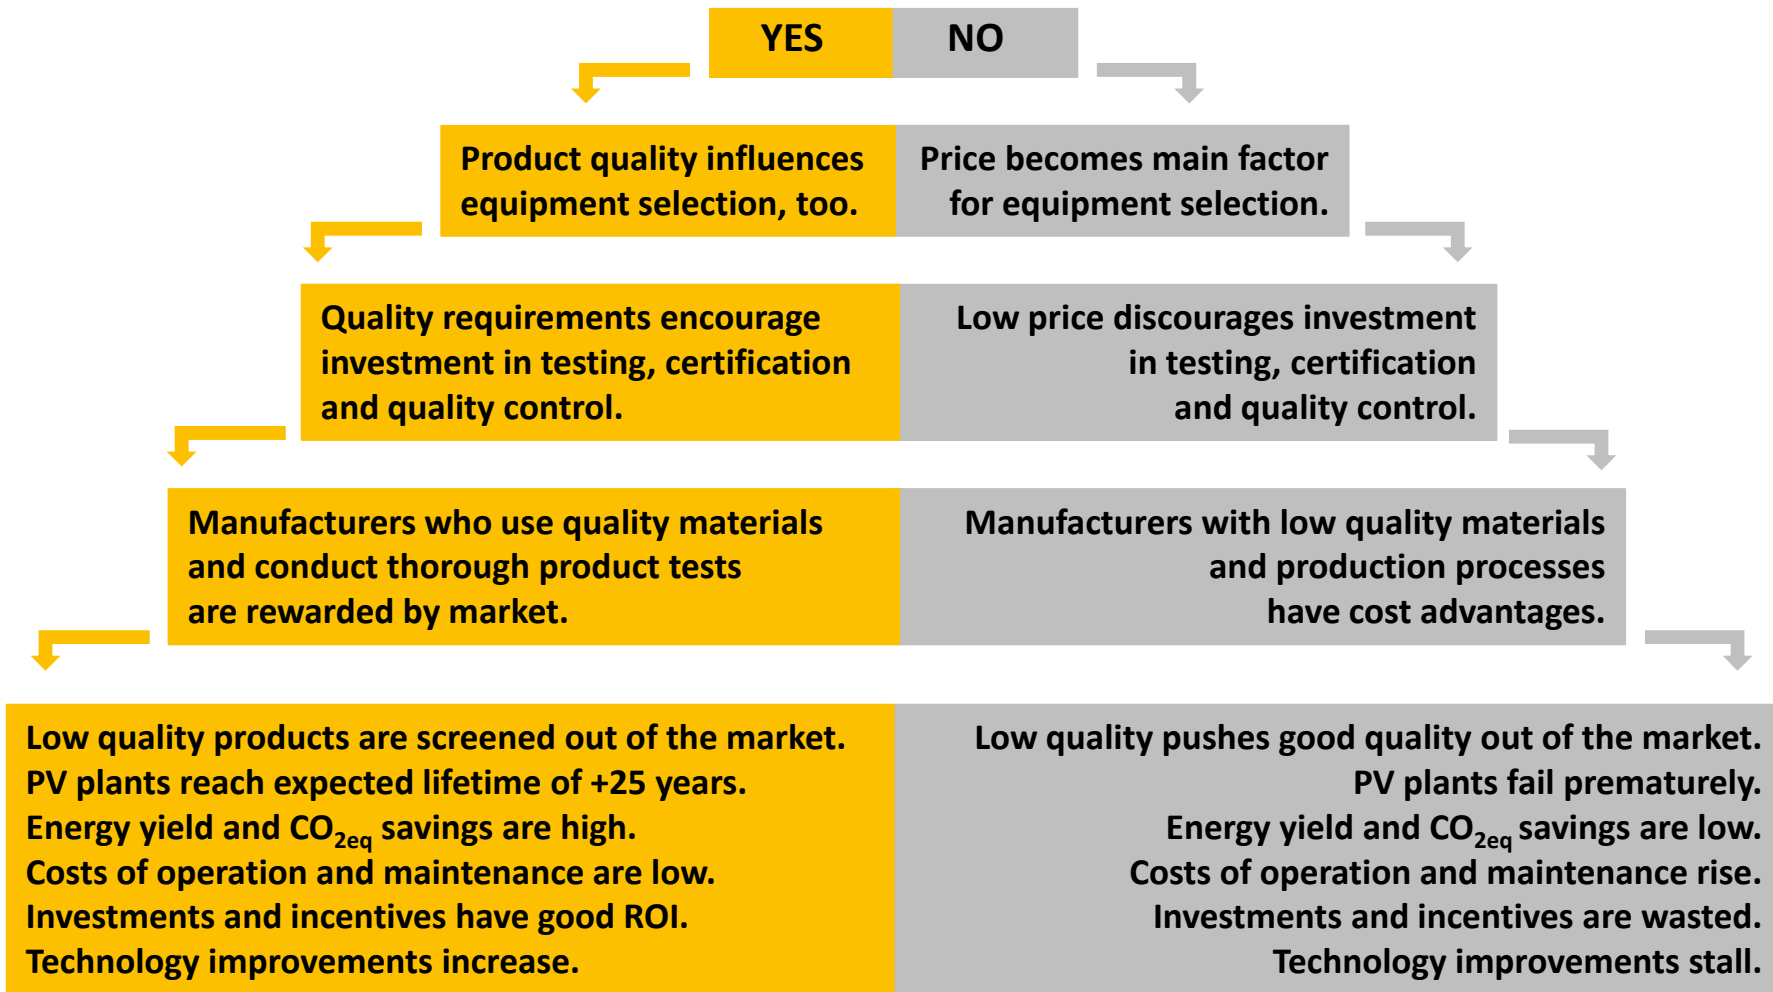 YES
NO
Product quality influences
equipment selection, too.
Price becomes main factor
for equipment selection.
Quality requirements encourage
investment in testing, certification
and quality control.
Low price discourages investment
in testing, certification
and quality control.
Manufacturers who use quality materials
and conduct thorough product tests
are rewarded by market.
Manufacturers with low quality materials
and production processes
have cost advantages.
Low quality products are screened out of the market.
PV plants reach expected lifetime of +25 years.
Energy yield and CO2eq savings are high.
Costs of operation and maintenance are low.
Investments and incentives have good ROI.
Technology improvements increase.
Low quality pushes good quality out of the market.
PV plants fail prematurely.
Energy yield and CO2eq savings are low.
Costs of operation and maintenance rise.
Investments and incentives are wasted.
Technology improvements stall.